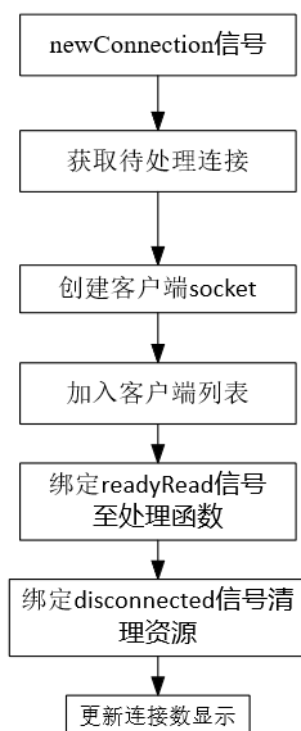 newConnection信号
获取待处理连接
创建客户端socket
加入客户端列表
绑定readyRead信号
至处理函数
绑定disconnected信号清
理资源
更新连接数显示